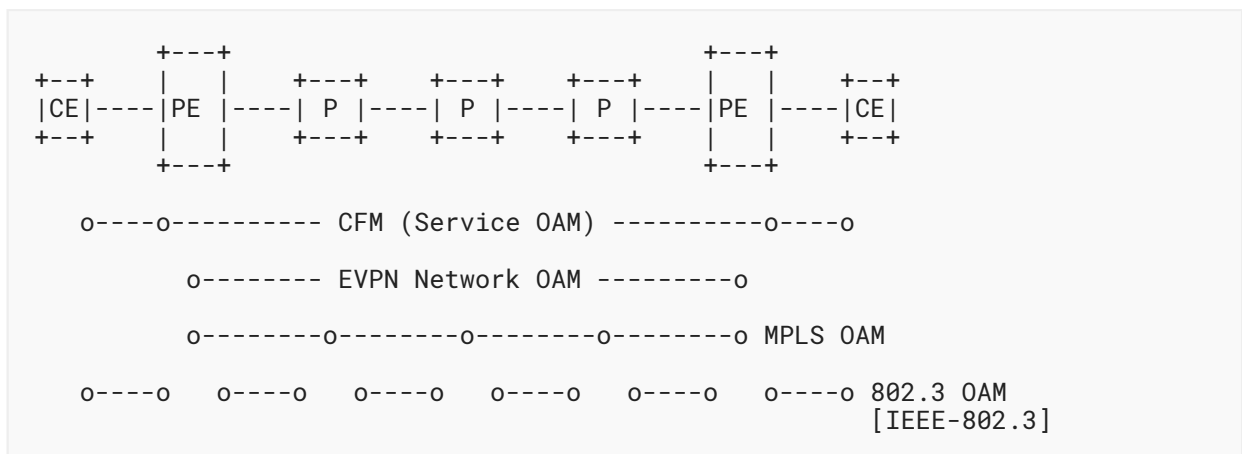 +---+                               +---+
+--+     |   |    +---+    +---+    +---+    |   |    +--+
|CE|----|PE |----| P |----| P |----| P |----|PE |----|CE|
+--+     |   |    +---+    +---+    +---+    |   |    +--+
         +---+                               +---+
o----o---------- CFM (Service OAM) ----------o----o
o-------- EVPN Network OAM ---------o
o--------o--------o--------o--------o MPLS OAM
o----o   o----o   o----o   o----o   o----o   o----o 802.3 OAM
[IEEE-802.3]